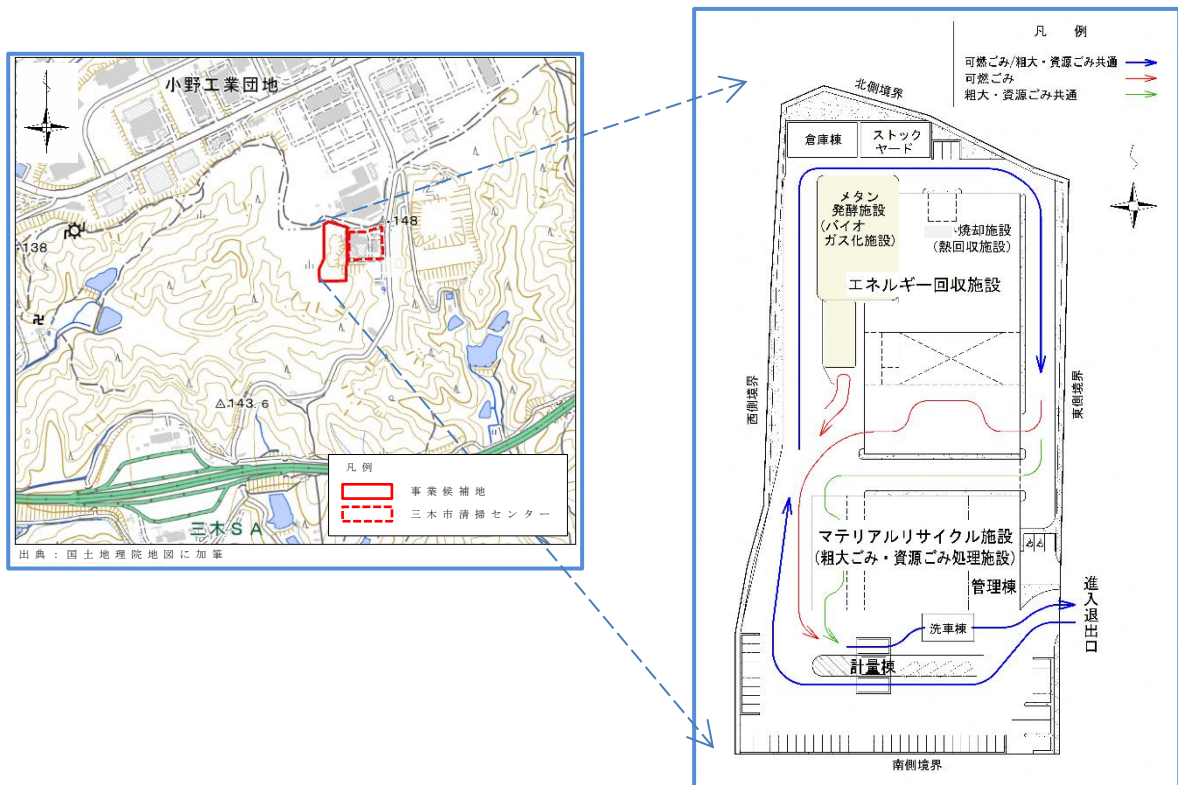 小野工業団地
148
138
143.6
三木SA
凡例
事業候補地
三木市清掃センター
出典：国土地理院地図に加筆
凡例
可燃ごみ/粗大・資源ごみ共通
可燃ごみ
粗大・資源ごみ共通
北側境界
倉庫棟
ストック
ヤード
メタン
発酵施設
(バイオ
ガス化施設)
焼却施設
(熱回収施設)
エネルギー回収施設
西側境界
東側境界
マテリアルリサイクル施設
(粗大ごみ・資源ごみ処理施設)
管理棟
洗車棟
進入退出口
計量棟
南側境界